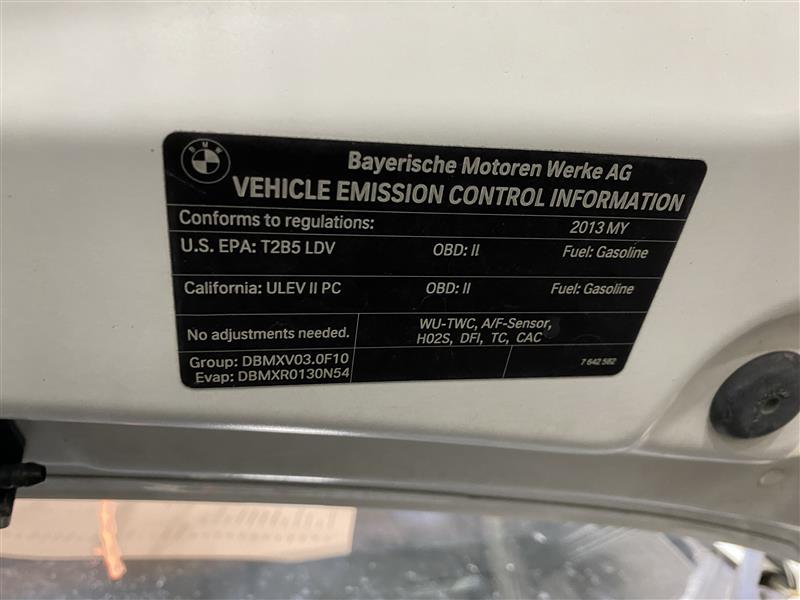 BMW
Bayerische Motoren Werke AG
VEHICLE EMISSION CONTROL INFORMATION
Conforms to regulations: 2013 MY
U.S. EPA: T2B5 LDV OBD: II Fuel: Gasoline
California: ULEV II PC OBD: II Fuel: Gasoline
No adjustments needed. WU-TWC, A/F-Sensor,
H02S, DFI, TC, CAC
Group: DBMXV03.0F10
Evap: DBMXR0130N54 7 642 582